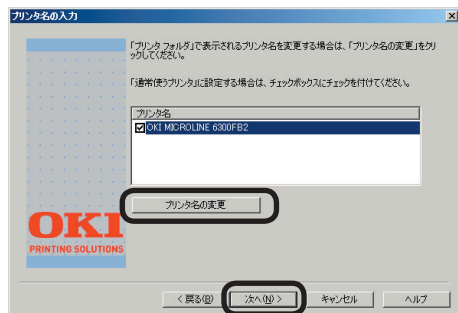 プリンタ名の入力
「プリンタ フォルダ」で表示されるプリンタ名を変更する場合は、「プリンタ名の変更」をクリ
ックしてください。
「通常使うプリンタ」に設定する場合は、チェックボックスにチェックを付けてください。
プリンタ名
OKI MICROLINE 6300FB2
プリンタ名の変更
OKI
PRINTING SOLUTIONS
< 戻る(B)
次へ(N) >
キャンセル
ヘルプ